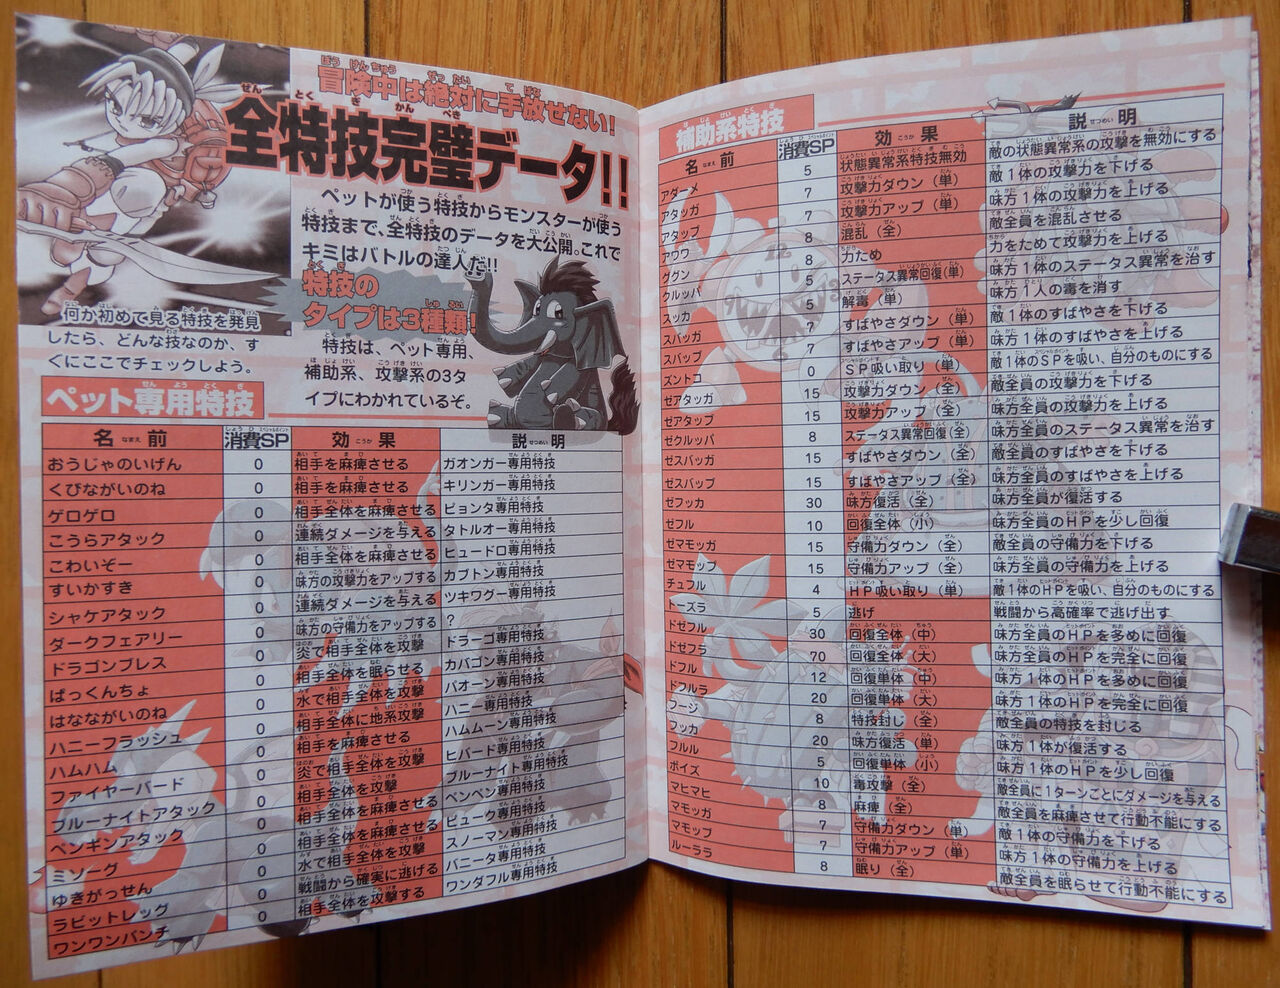 冒険中は絶対に手放せない!
全特技完璧データ!!
ペットが使う特技からモンスターが使う
特技まで、全特技のデータを大公開。これで
キミはバトルの達人だ!!
特技の
タイプは3種類!
特技は、ペット専用、
補助系、攻撃系の3タ
イプにわかれているぞ。
何か初めて見る特技を発見
したら、どんな技なのか、す
ぐにここでチェックしよう。
ペット専用特技
名前 消費SP 効果 説明
おうじゃのいげん 0 相手を麻痺させる ガオンガー専用特技
くびながいのね 0 相手を麻痺させる キリンガー専用特技
ゲロゲロ 0 相手全体を麻痺させる ピョンタ専用特技
こうらアタック 0 連続ダメージを与える タトルオー専用特技
こわいぞー 0 相手全体を麻痺させる ヒュードロ専用特技
すいかずき 0 味方の攻撃力をアップする カブトン専用特技
シャケアタック 0 連続ダメージを与える ツキワグー専用特技
ダークフェアリー 0 味方の守備力をアップする ?
ドラゴンブレス 0 炎で相手全体を攻撃 ドラーゴ専用特技
ぱっくんちょ 0 相手全体を眠らせる カバゴン専用特技
はなながいのね 0 水で相手全体を攻撃 パオーン専用特技
ハニーフラッシュ 0 相手全体に地系攻撃 ハニー専用特技
ハムハム 0 相手を麻痺させる ハムムーン専用特技
ファイヤーバード 0 炎で相手全体を攻撃 ヒバード専用特技
ブルーナイトアタック 0 相手全体を攻撃 ブルーナイト専用特技
ペンギンアタック 0 相手全体を攻撃 ペンペン専用特技
ミソーグ 0 相手全体を麻痺させる ピューク専用特技
ゆきがっせん 0 水で相手全体を攻撃 スノーマン専用特技
ラビットレッグ 0 戦闘から確実に逃げる バニータ専用特技
ワンワンパンチ 0 相手全体を攻撃する ワンダフル専用特技
補助系特技
名前 消費SP 効果 説明
アダーメ 5 状態異常系特技無効 敵の状態異常系の攻撃を無効にする
アタッガ 7 攻撃力ダウン（単） 敵1体の攻撃力を下げる
アタップ 7 攻撃力アップ（単） 味方1体の攻撃力を上げる
アワワ 8 混乱（全） 敵全員を混乱させる
ググン 8 力ため 力をためて攻撃力を上げる
クルッパ 5 ステータス異常回復（単） 味方1体のステータス異常を治す
スッカ 5 解毒（単） 味方1人の毒を消す
スバッガ 7 すばやさダウン（単） 敵1体のすばやさを下げる
スバップ 7 すばやさアップ（単） 味方1体のすばやさを上げる
ズントコ 0 SP吸い取り（単） 敵1体のSPを吸い、自分のものにする
ゼアタッガ 15 攻撃力ダウン（全） 敵全員の攻撃力を下げる
ゼアタップ 15 攻撃力アップ（全） 味方全員の攻撃力を上げる
ゼクルッパ 8 ステータス異常回復（全） 味方全員のステータス異常を治す
ゼスバッガ 15 すばやさダウン（全） 敵全員のすばやさを下げる
ゼスバップ 15 すばやさアップ（全） 味方全員のすばやさを上げる
ゼフッカ 30 味方復活（全） 味方全員が復活する
ゼフル 10 回復全体（小） 味方全員のHPを少し回復
ゼマモッガ 15 守備力ダウン（全） 敵全員の守備力を下げる
ゼマモップ 15 守備力アップ（全） 味方全員の守備力を上げる
チュフル 4 HP吸い取り（単） 敵1体のHPを吸い、自分のものにする
トーズラ 5 逃げ 戦闘から高確率で逃げ出す
ドゼフル 30 回復全体（中） 味方全員のHPを多めに回復
ドゼフラ 70 回復全体（大） 味方全員のHPを完全に回復
ドフル 12 回復単体（中） 味方1体のHPを多めに回復
ドフルラ 20 回復単体（大） 味方1体のHPを完全に回復
フージ 8 特技封じ（全） 敵全員の特技を封じる
フッカ 20 味方復活（単） 味方1体が復活する
フルル 5 回復単体（小） 味方1体のHPを少し回復
ポイズ 10 毒攻撃（全） 敵全員に1ターンごとにダメージを与える
マヒマヒ 8 麻痺（全） 敵全員を麻痺させて行動不能にする
マモッガ 7 守備力ダウン（単） 敵1体の守備力を下げる
マモップ 7 守備力アップ（単） 味方1体の守備力を上げる
ルーララ 8 眠り（全） 敵全員を眠らせて行動不能にする